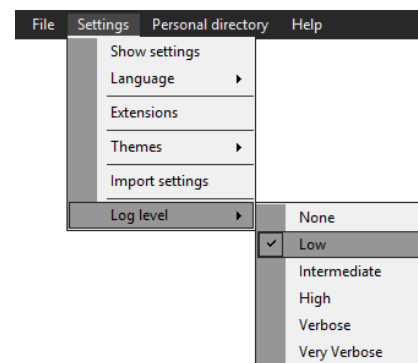 File Settings Personal directory Help
Show settings
Language
Extensions
Themes
Import settings
Log level
None
Low
Intermediate
High
Verbose
Very Verbose